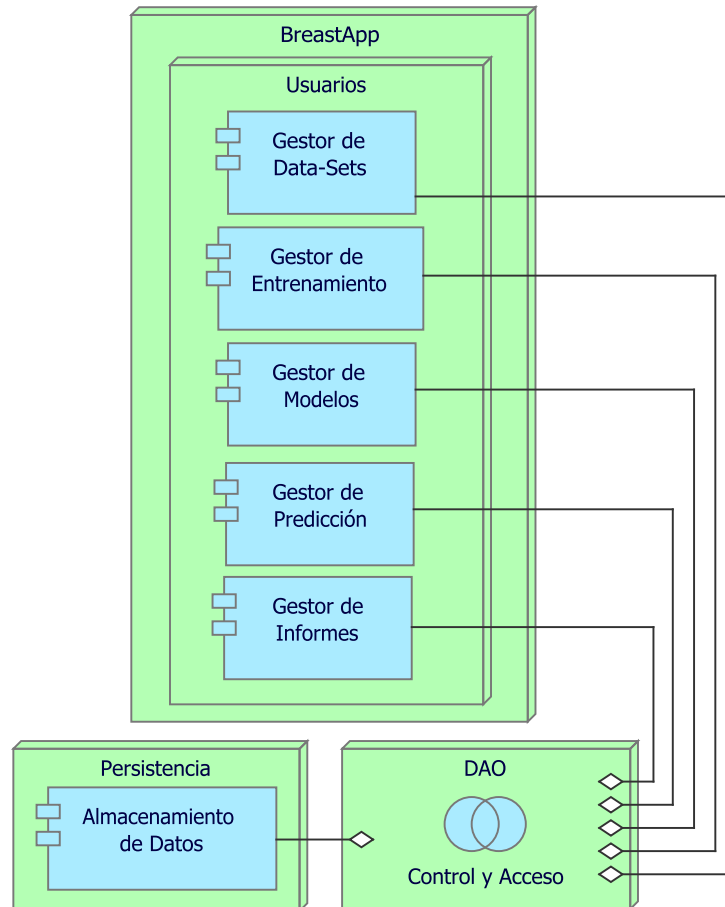 BreastApp
Usuarios
Gestor de
Data-Sets
Gestor de
Entrenamiento
Gestor de
Modelos
Gestor de
Predicción
Gestor de
Informes
Persistencia
Almacenamiento
de Datos
DAO
Control y Acceso